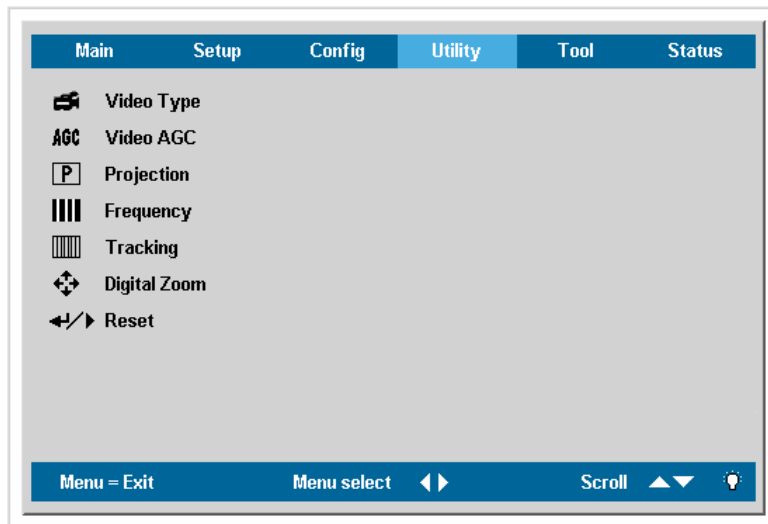 Main Setup Config Utility Tool Status
Video Type
AGC Video AGC
P Projection
Frequency
Tracking
Digital Zoom
Reset
Menu = Exit Menu select Scroll